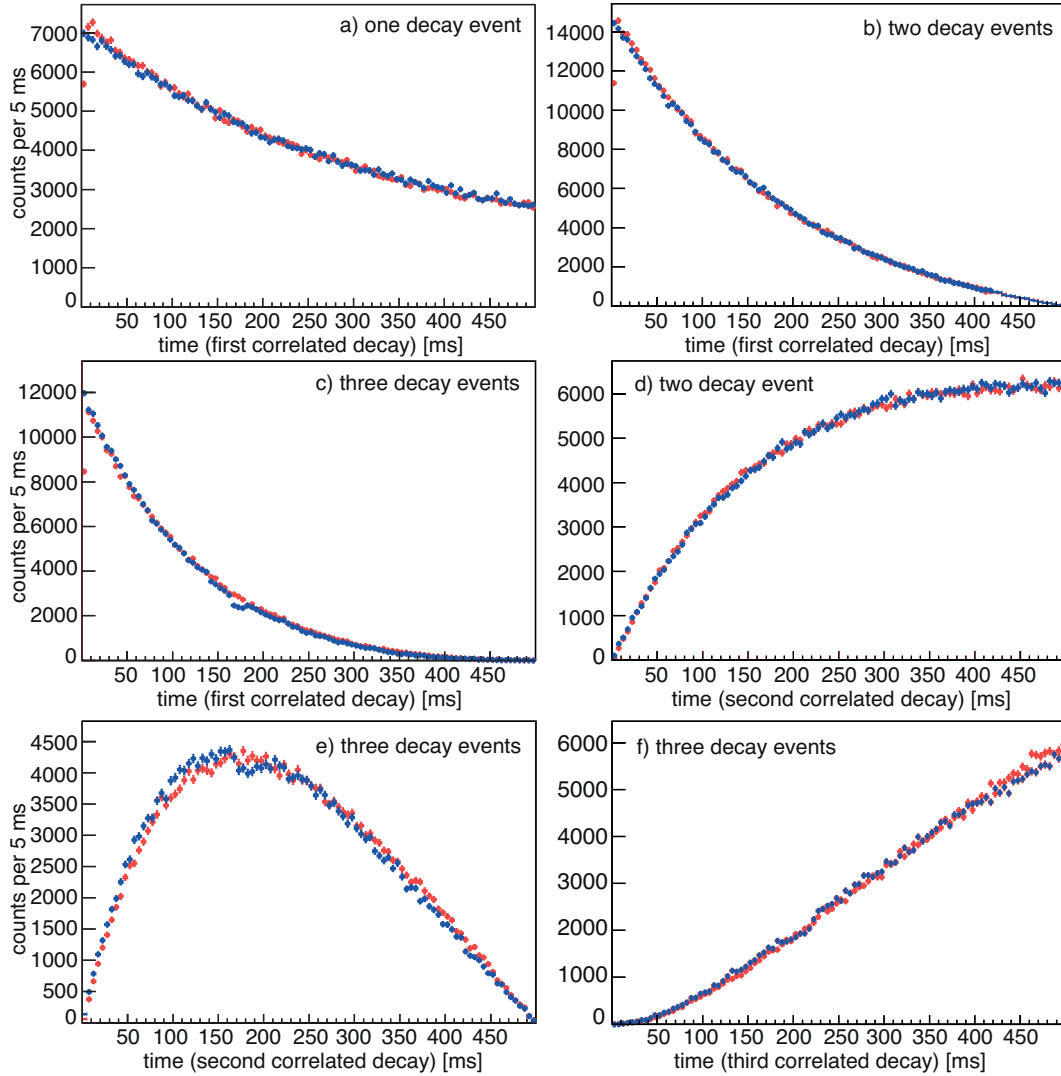 a) one decay event
counts per 5 ms
7000
6000
5000
4000
3000
2000
1000
0
50 100 150 200 250 300 350 400 450
time (first correlated decay) [ms]
b) two decay events
14000
12000
10000
8000
6000
4000
2000
0
50 100 150 200 250 300 350 400 450
time (first correlated decay) [ms]
c) three decay events
counts per 5 ms
12000
10000
8000
6000
4000
2000
0
50 100 150 200 250 300 350 400 450
time (first correlated decay) [ms]
d) two decay event
6000
5000
4000
3000
2000
1000
0
50 100 150 200 250 300 350 400 450
time (second correlated decay) [ms]
e) three decay events
counts per 5 ms
4500
4000
3500
3000
2500
2000
1500
1000
500
0
50 100 150 200 250 300 350 400 450
time (second correlated decay) [ms]
f) three decay events
6000
5000
4000
3000
2000
1000
0
50 100 150 200 250 300 350 400 450
time (third correlated decay) [ms]